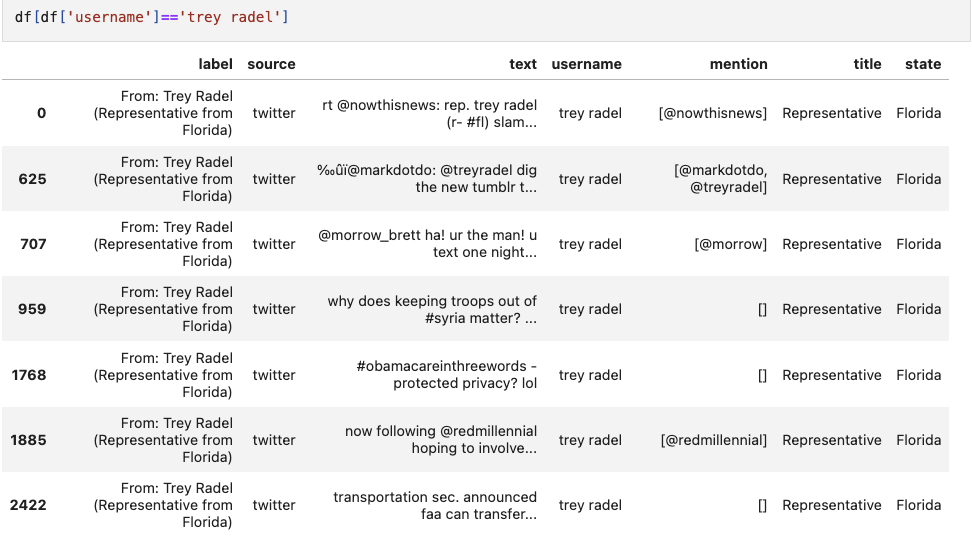 df[df['username']=='trey radel']
label source text username mention title state
0 From: Trey Radel (Representative from Florida) twitter rt @nowthisnews: rep. trey radel (r- #fl) slam... trey radel [@nowthisnews] Representative Florida
625 From: Trey Radel (Representative from Florida) twitter ‰ûï@markdotdo: @treyradel dig the new tumblr t... trey radel [@markdotdo, @treyradel] Representative Florida
707 From: Trey Radel (Representative from Florida) twitter @morrow_brett ha! ur the man! u text one night... trey radel [@morrow] Representative Florida
959 From: Trey Radel (Representative from Florida) twitter why does keeping troops out of #syria matter? ... trey radel [] Representative Florida
1768 From: Trey Radel (Representative from Florida) twitter #obamacareinthreewords - protected privacy? lol trey radel [] Representative Florida
1885 From: Trey Radel (Representative from Florida) twitter now following @redmillennial hoping to involve... trey radel [@redmillennial] Representative Florida
2422 From: Trey Radel (Representative from Florida) twitter transportation sec. announced faa can transfer... trey radel [] Representative Florida